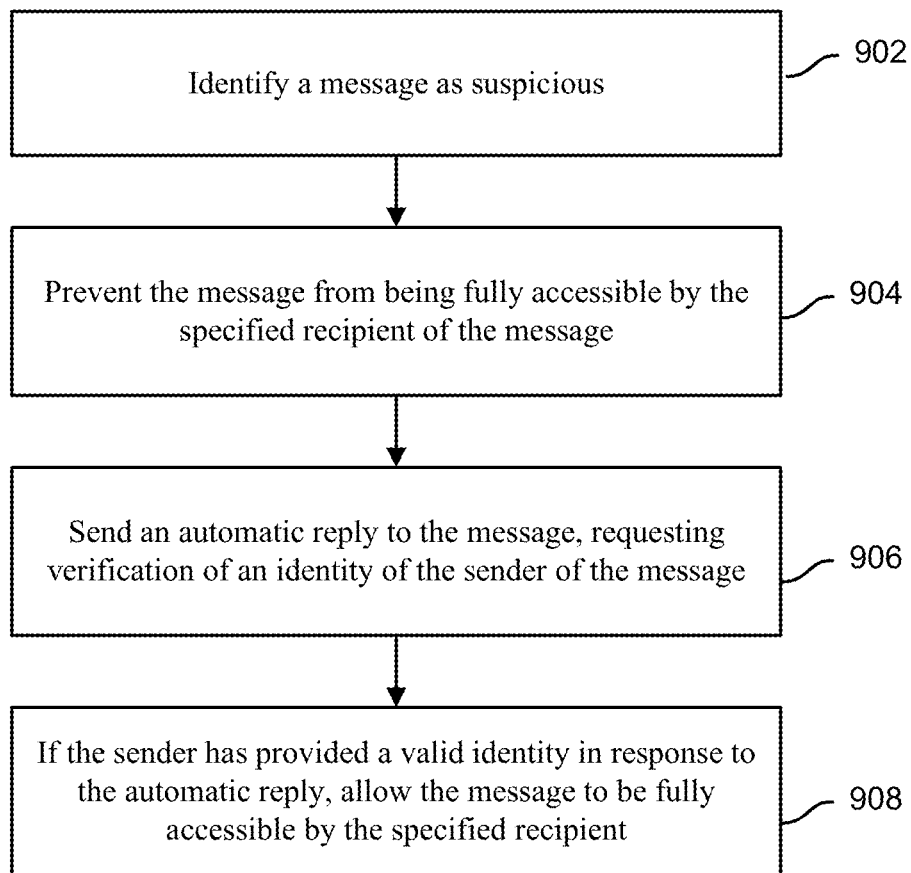 Identify a message as suspicious
902
Prevent the message from being fully accessible by the
specified recipient of the message
904
Send an automatic reply to the message, requesting
verification of an identity of the sender of the message
906
If the sender has provided a valid identity in response to
the automatic reply, allow the message to be fully
accessible by the specified recipient
908